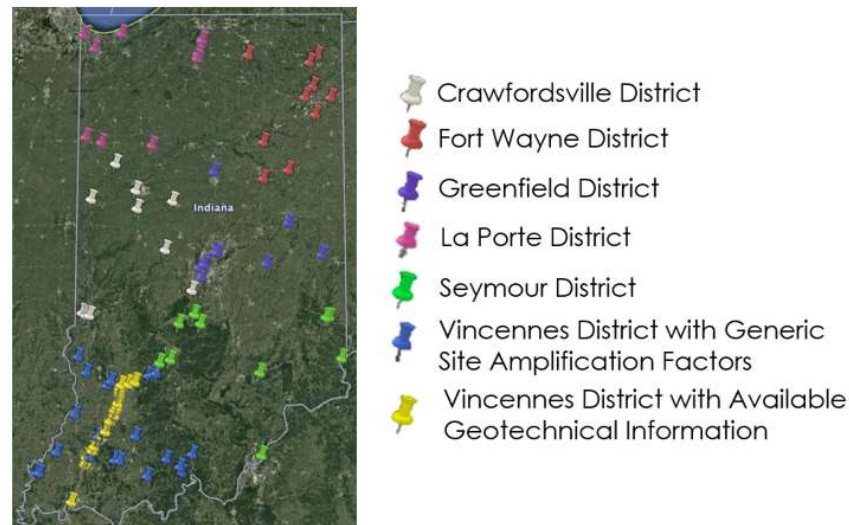 Indiana
Crawfordsville District
Fort Wayne District
Greenfield District
La Porte District
Seymour District
Vincennes District with Generic
Site Amplification Factors
Vincennes District with Available
Geotechnical Information